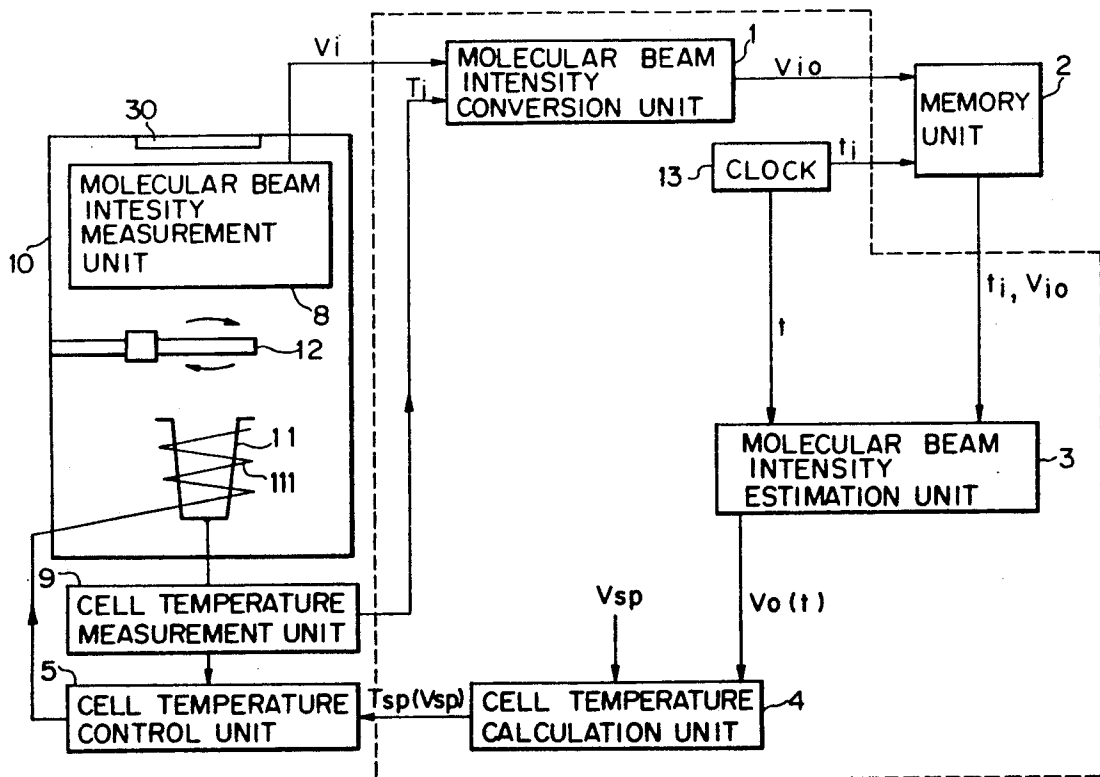 Vi
Ti
MOLECULAR BEAM
INTENSITY
CONVERSION UNIT
1
Vio
MEMORY
UNIT
2
30
MOLECULAR BEAM
INTESITY
MEASUREMENT
UNIT
10
8
13
CLOCK
ti
12
t
ti, Vio
11
111
MOLECULAR BEAM
INTENSITY
ESTIMATION UNIT
3
9
CELL TEMPERATURE
MEASUREMENT UNIT
Vsp
Vo(t)
5
CELL TEMPERATURE
CONTROL UNIT
Tsp(Vsp)
CELL TEMPERATURE
CALCULATION UNIT
4